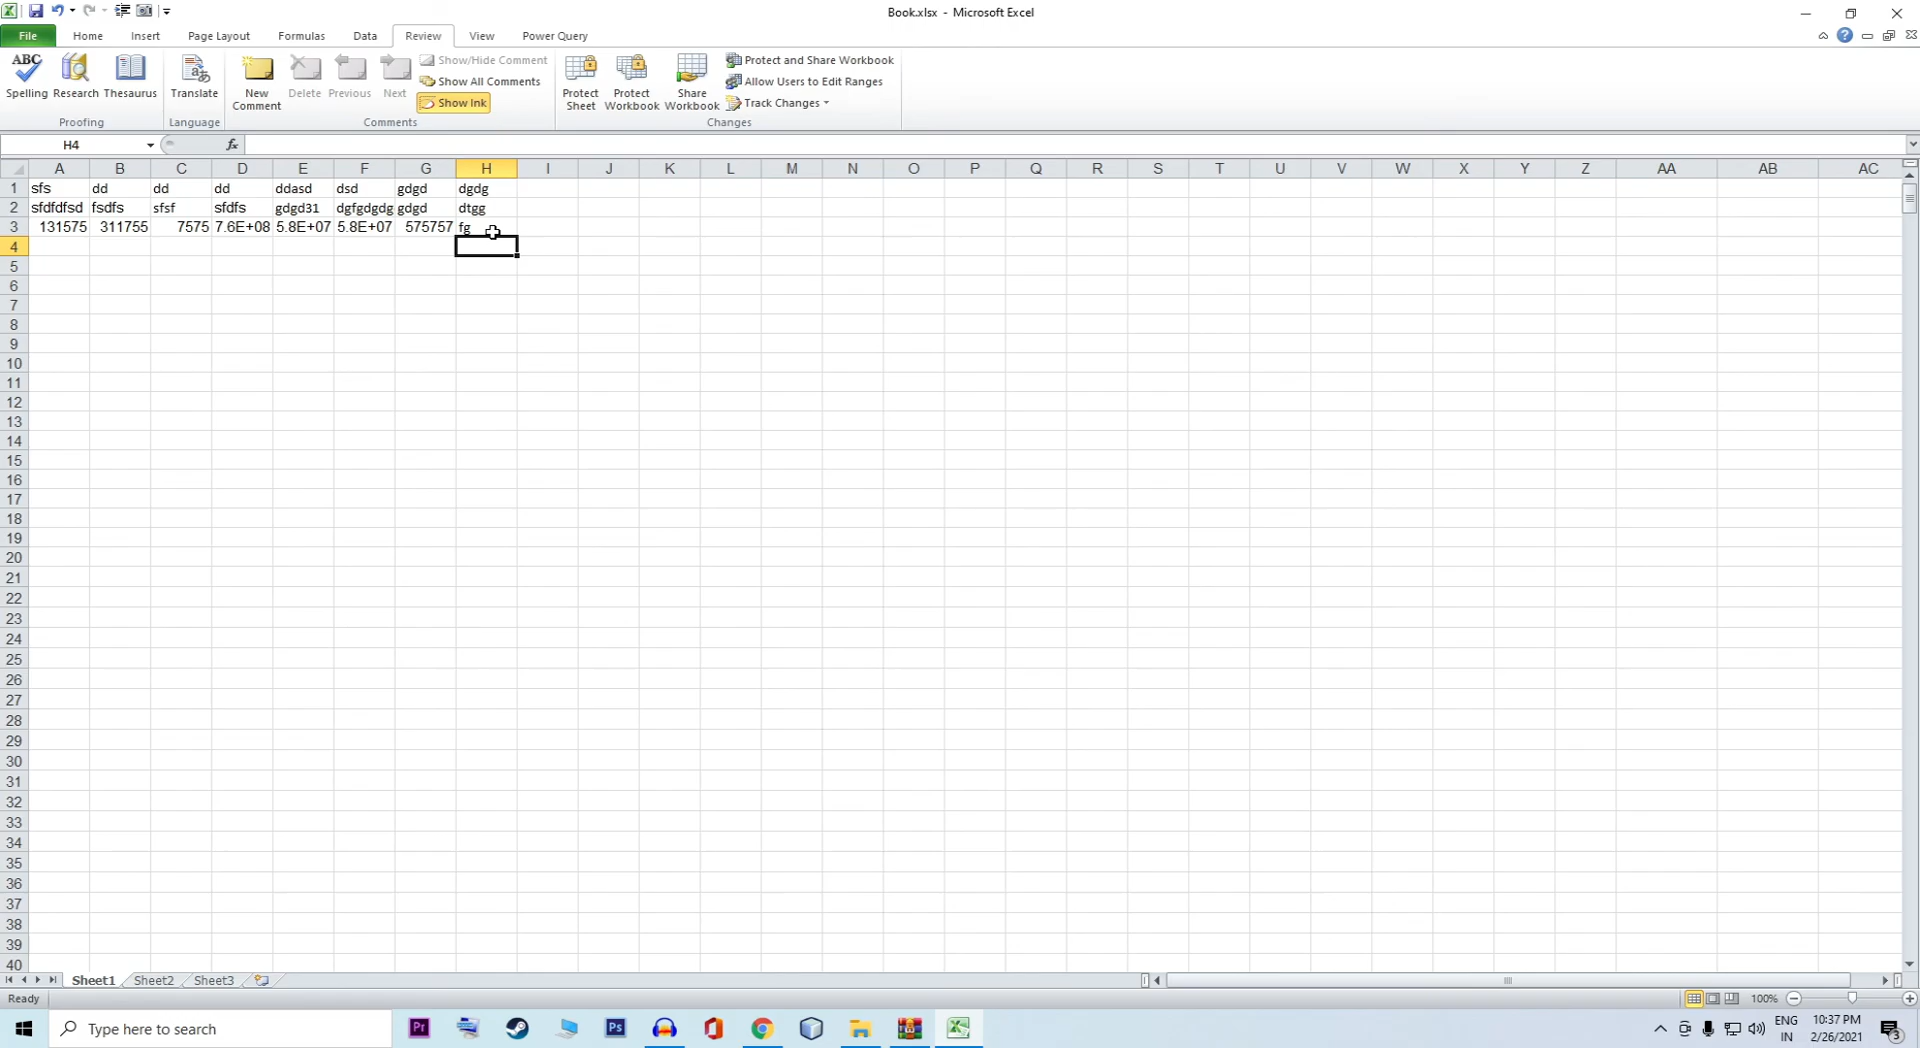 Book.xlsx - Microsoft Excel
File Home Insert Page Layout Formulas Data Review View Power Query
ABC
Spelling Research Thesaurus
Proofing
Translate
Language
New Comment Delete Previous Next
Show/Hide Comment
Show All Comments
Show Ink
Comments
Protect Sheet Protect Workbook Share Workbook
Protect and Share Workbook
Allow Users to Edit Ranges
Track Changes
Changes
H4 fx
A B C D E F G H I J K L M N O P Q R S T U V W X Y Z AA AB AC
1 sfs dd dd dd ddasd dsd gdgd dgdg
2 sfdfdfsd fsdfs sfsf sfdfs gdgd31 dgfgdgdg gdgd dtgg
3 131575 311755 7575 7.6E+08 5.8E+07 5.8E+07 575757 fg
4
5
6
7
8
9
10
11
12
13
14
15
16
17
18
19
20
21
22
23
24
25
26
27
28
29
30
31
32
33
34
35
36
37
38
39
40
Sheet1 Sheet2 Sheet3
Ready 100%
Type here to search
Pr Ps
ENG
IN
10:37 PM
2/26/2021
3